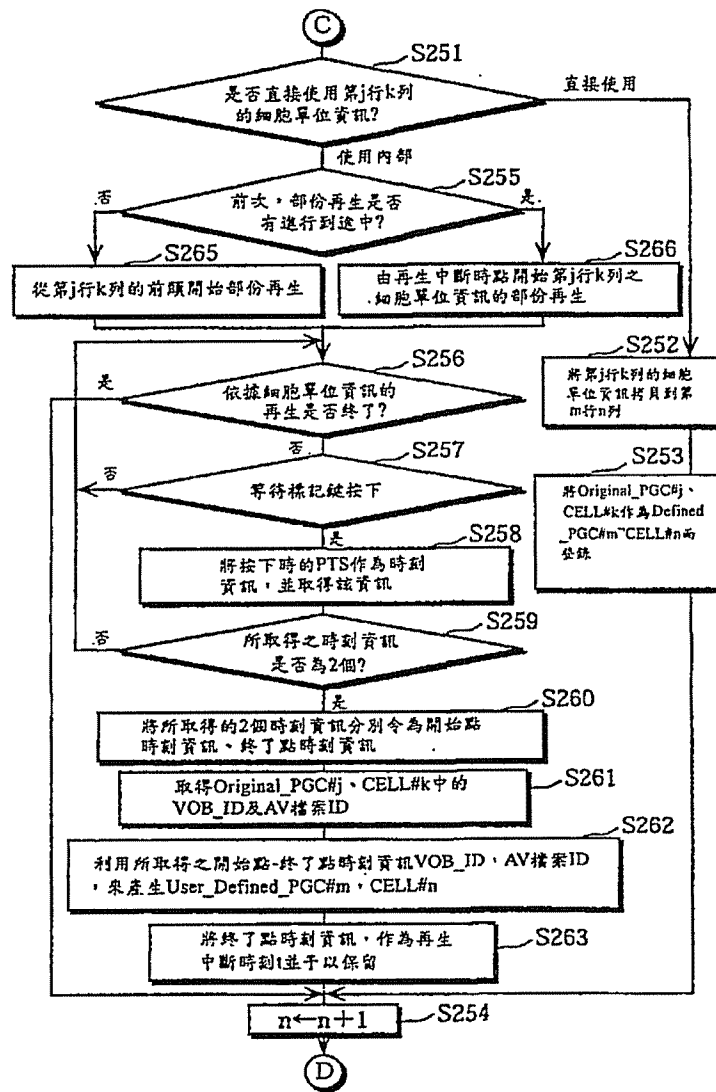 C
S251
是否直接使用第j行k列
的細胞單位資訊?
直接使用
使用內部
S255
前次，部份再生是否
有進行到途中?
否
是
S265
從第j行k列的前頭開始部份再生
S266
由再生中斷時點開始第j行k列之
細胞單位資訊的部份再生
S252
將第j行k列的細胞
單位資訊拷貝到第
m行n列
S256
依據細胞單位資訊的
再生是否終了?
是
否
S257
等待標記鍵按下
否
是
S253
將Original_PGC#j、
CELL#k作為Defined
_PGC#m~CELL#n而
登錄
S258
將按下時的PTS作為時刻
資訊，並取得該資訊
S259
所取得之時刻資訊
是否為2個?
否
是
S260
將所取得的2個時刻資訊分別令為開始點
時刻資訊、終了點時刻資訊
S261
取得Original_PGC#j、CELL#k中的
VOB_ID及AV檔案ID
S262
利用所取得之開始點-終了點時刻資訊VOB_ID，AV檔案ID
，來產生User_Defined_PGC#m，CELL#n
S263
將終了點時刻資訊，作為再生
中斷時刻t並予以保留
S254
n←n+1
D